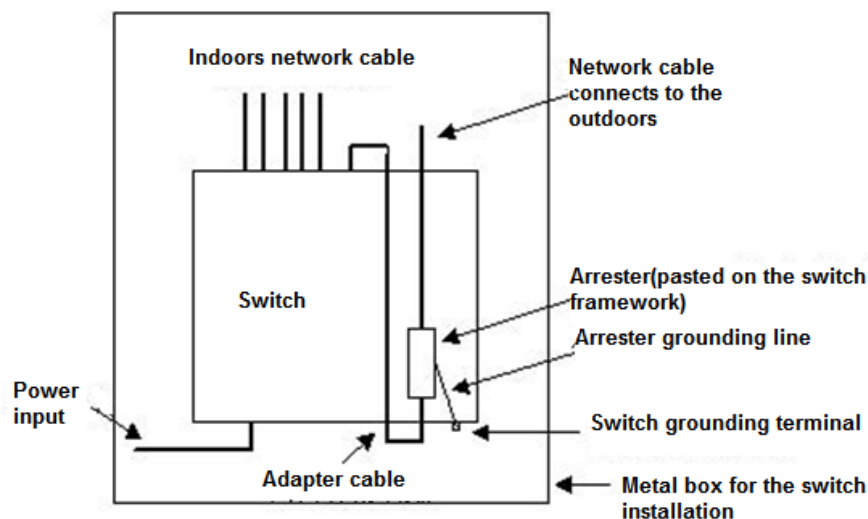 Indoors network cable
Network cable
connects to the
outdoors
Switch
Arrester(pasted on the switch
framework)
Arrester grounding line
Power
input
Switch grounding terminal
Adapter cable
Metal box for the switch
installation